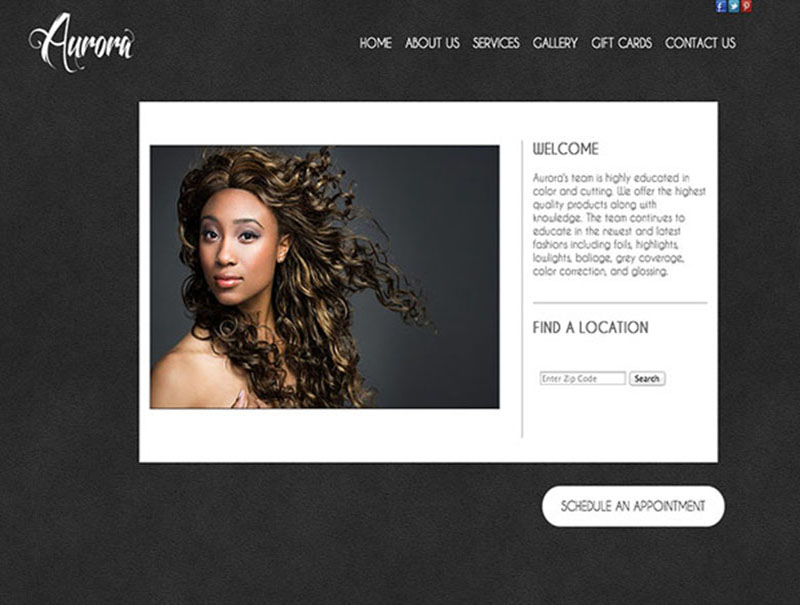 Aurora
HOME ABOUT US SERVICES GALLERY GIFT CARDS CONTACT US
WELCOME
Aurora's team is highly educated in
color and cutting. We offer the highest
quality products along with
knowledge. The team continues to
educate in the newest and latest
fashions including foils, highlights,
lowlights, baliage, grey coverage,
color correction, and glossing.
FIND A LOCATION
Enter Zip Code Search
SCHEDULE AN APPOINTMENT